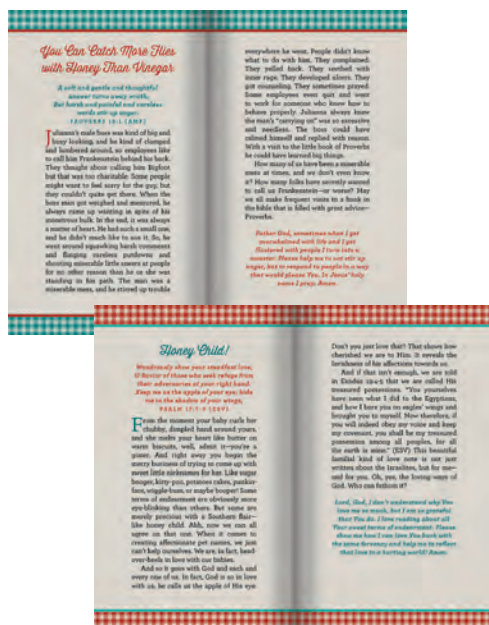 You Can Catch More Flies
with Honey Than Vinegar
A soft and gentle and thoughtful
answer turns away wrath,
But harsh and painful and careless
words stir up anger.
PROVERBS 15:1 (AMP)
Julianna's male boss was kind of big and
boxy looking, and he kind of clomped
and lumbered around, so employees like
to call him Frankenstein behind his back.
They thought about calling him Bigfoot
but that was too charitable. Some people
might want to feel sorry for the guy, but
they couldn't quite get there. When the
boss man got weighed and measured, he
always came up wanting in spite of his
monstrous bulk. In the end, it was always
a matter of heart. He had such a small one,
and he didn't much like to use it. So, he
went around squawking harsh comments
and flinging careless putdowns and
shooting miserable little sneers at people
for no other reason than he or she was
standing in his path. The man was a
miserable mess, and he stirred up trouble
everywhere he went. People didn't know
what to do with him. They complained.
They yelled back. They seethed with
inner rage. They developed ulcers. They
got counseling. They sometimes prayed.
Some employees even quit and went
to work for someone who knew how to
behave properly. Julianna always knew
the man's "carrying on" was so excessive
and needless. The boss could have
calmed himself and replied with reason.
With a visit to the little book of Proverbs
he could have learned big things.
How many of us have been a miserable
mess at times, and we don't even know
it? How many folks have secretly wanted
to call us Frankenstein—or worse? May
we all make frequent visits to a book in
the bible that is filled with great advice—
Proverbs.
Father God, sometimes when I get
overwhelmed with life and I get
flustered with people I turn into a
monster. Please help me to not stir up
anger, but to respond to people in a way
that would please You. In Jesus' holy
name I pray. Amen.
Honey Child!
Wondrously show your steadfast love,
O Savior of those who seek refuge from
their adversaries at your right hand.
Keep me as the apple of your eye; hide
me in the shadow of your wings,
PSALM 17:7-8 (ESV)
From the moment your baby curls her
chubby, dimpled hand around yours,
and she makes your heart like butter on
warm biscuits, well, admit it—you're a
goner. And right away you begin the
merry business of trying to come up with
sweet little nicknames for her. Like sugar
booger, kitty-poo, potatoes cakes, punkin-
foot, wiggle-buns, or maybe booper! Some
terms of endearment are obviously more
eye-blinking than others. But some are
merely precious with a Southern flair—
like honey child. Ahh, now we can all
agree on that one. When it comes to
creating affectionate pet names, we just
can't help ourselves. We are, in fact, head-
over-heels in love with our babies.
And so it goes with God and each and
every one of us. In fact, God is so in love
with us, he calls us the apple of His eye.
Don't you just love that? That shows how
cherished we are to Him. It reveals the
lavishness of his affections towards us.
And if that isn't enough, we are told
in Exodus 19:4-5 that we are called His
treasured possessions. "You yourselves
have seen what I did to the Egyptians,
and how I bore you on eagles' wings and
brought you to myself. Now therefore, if
you will indeed obey my voice and keep
my covenant, you shall be my treasured
possession among all peoples, for all
the earth is mine." (ESV) This beautiful
familial kind of love note is not just
written about the Israelites, but for me—
and for you. Oh, yes, the loving ways of
God. Who can fathom it?
Lord, God, I don't understand why You
love me so much, but I am so grateful
that You do. I love reading about all
Your sweet terms of endearment. Please
show me how I can love You back with
the same fervency and help me to reflect
that love to a hurting world! Amen.